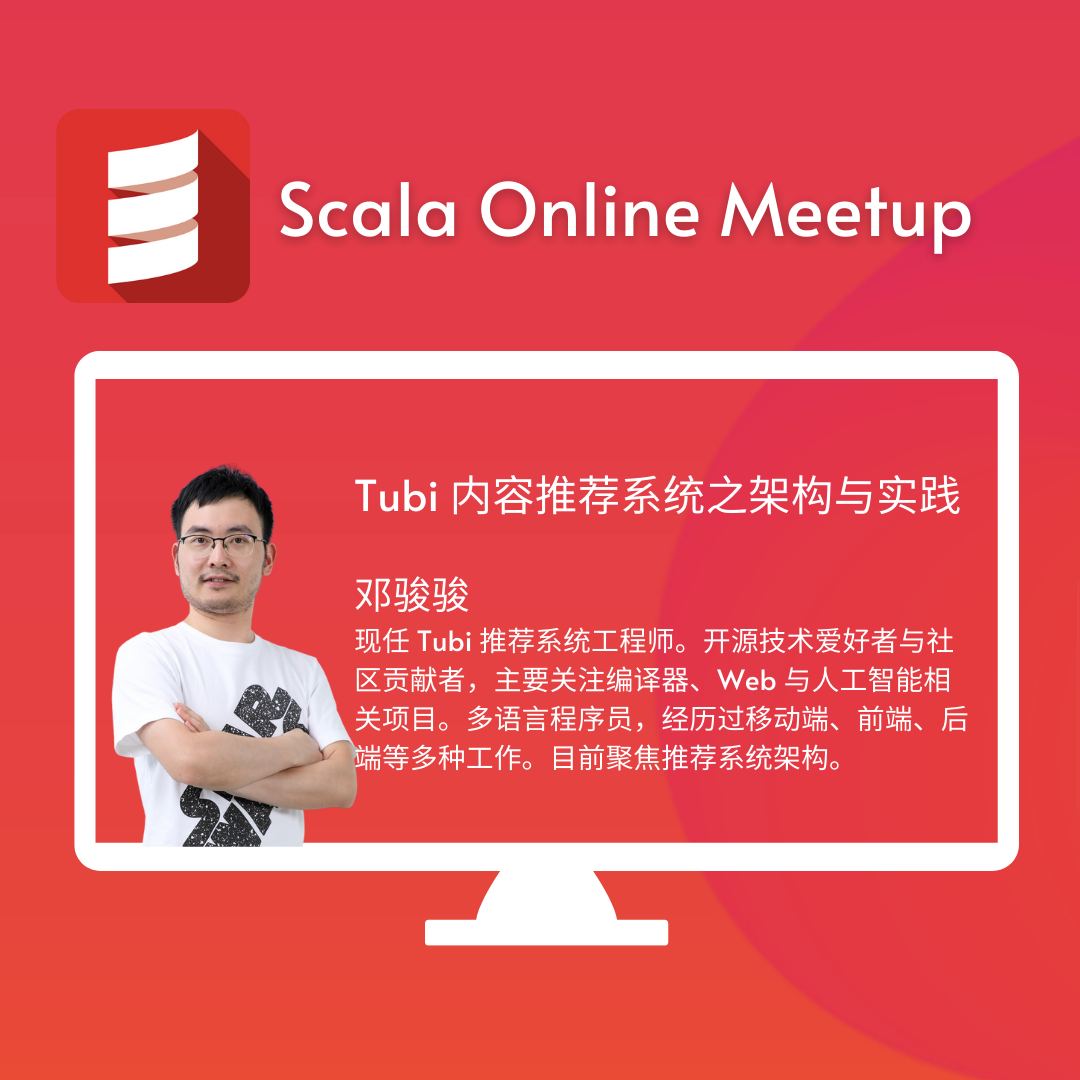 Scala Online Meetup
Tubi 内容推荐系统之架构与实践
邓骏骏
现任 Tubi 推荐系统工程师。开源技术爱好者与社
区贡献者，主要关注编译器、Web 与人工智能相
关项目。多语言程序员，经历过移动端、前端、后
端等多种工作。目前聚焦推荐系统架构。